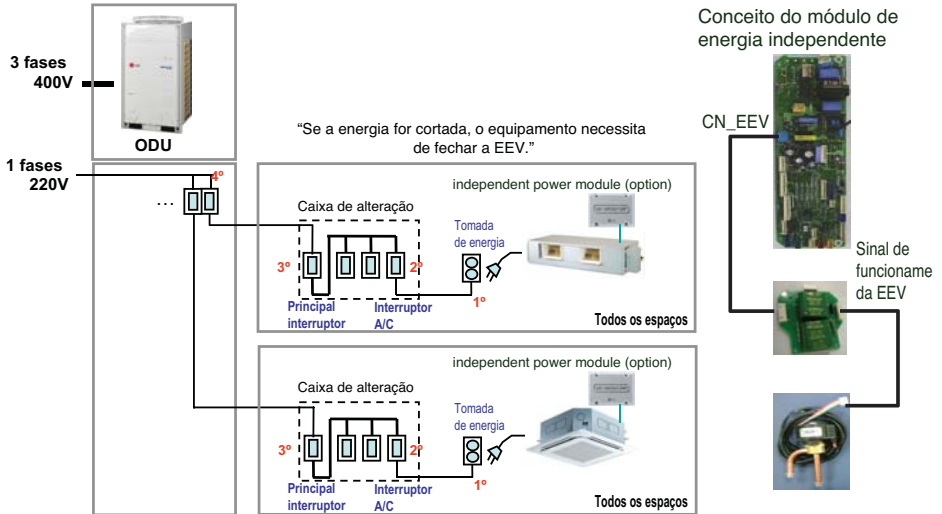 3 fases
400V
ODU
1 fases
220V
4º
...
“Se a energia for cortada, o equipamento necessita
de fechar a EEV.”
independent power module (option)
Caixa de alteração
Tomada
de energia
3º
2º
1º
Principal
interruptor
Interruptor
A/C
Todos os espaços
independent power module (option)
Caixa de alteração
Tomada
de energia
3º
2º
1º
Principal
interruptor
Interruptor
A/C
Todos os espaços
Conceito do módulo de
energia independente
CN_EEV
Sinal de
funcioname
da EEV